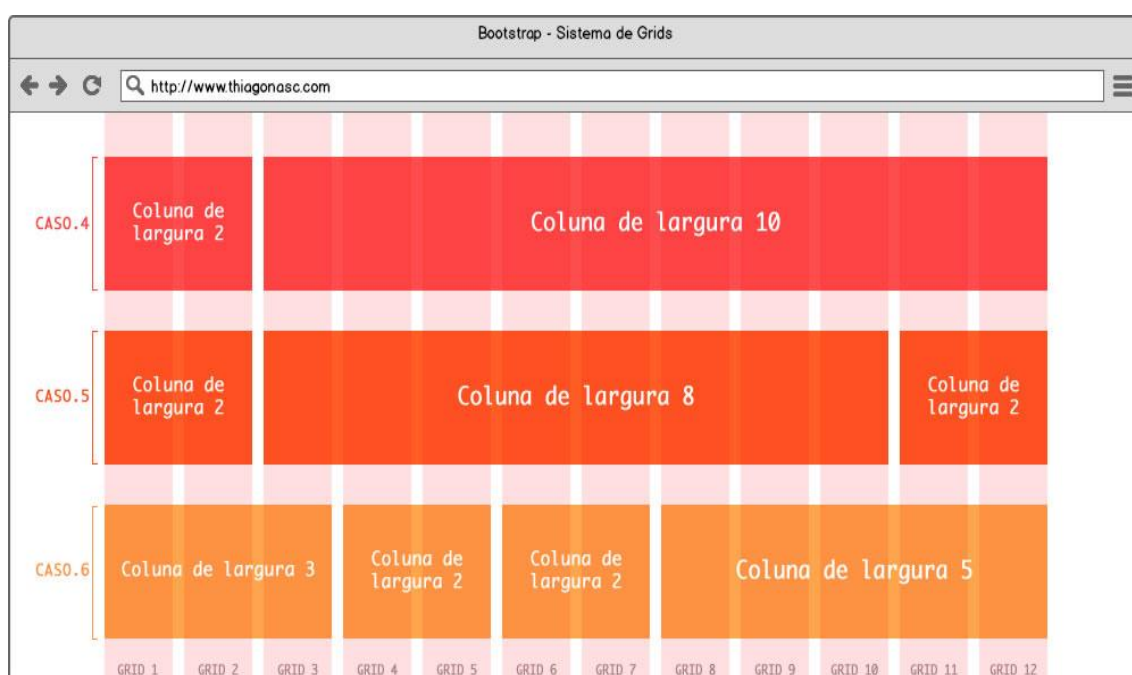 Bootstrap - Sistema de Grids
http://www.thiagonasc.com
CASO.4
Coluna de
largura 2
Coluna de largura 10
CASO.5
Coluna de
largura 2
Coluna de largura 8
Coluna de
largura 2
CASO.6
Coluna de largura 3
Coluna de
largura 2
Coluna de
largura 2
Coluna de largura 5
GRID 1 GRID 2 GRID 3 GRID 4 GRID 5 GRID 6 GRID 7 GRID 8 GRID 9 GRID 10 GRID 11 GRID 12